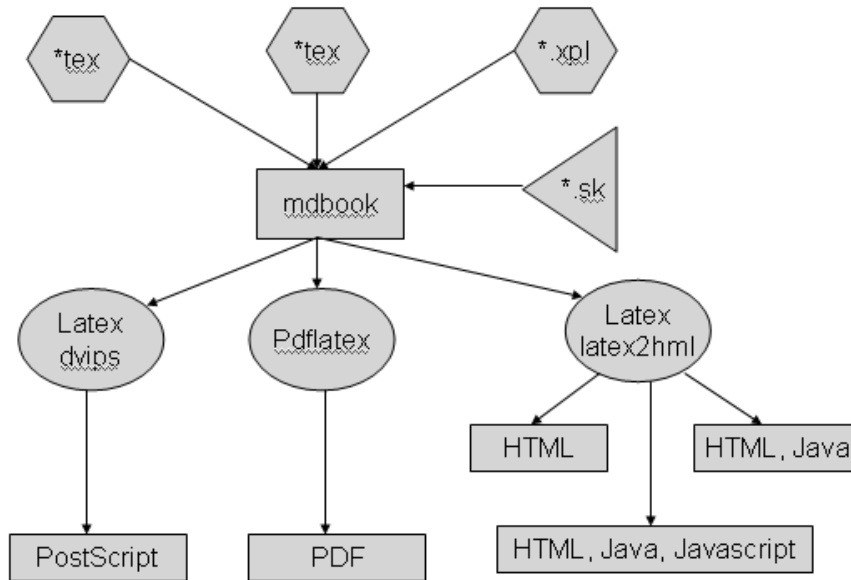 *tex
*tex
*.xpl
*.sk
mdbook
Latex
dvips
Pdflatex
Latex
latex2hml
HTML
HTML, Java
HTML, Java, Javascript
PostScript
PDF